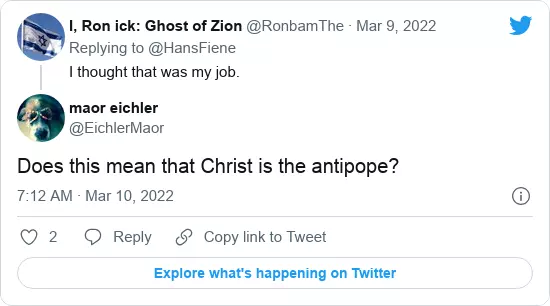 I, Ron ick: Ghost of Zion @RonbamThe · Mar 9, 2022
Replying to @HansFiene
I thought that was my job.
maor eichler
@EichlerMaor
Does this mean that Christ is the antipope?
7:12 AM · Mar 10, 2022
2 Reply Copy link to Tweet
Explore what's happening on Twitter